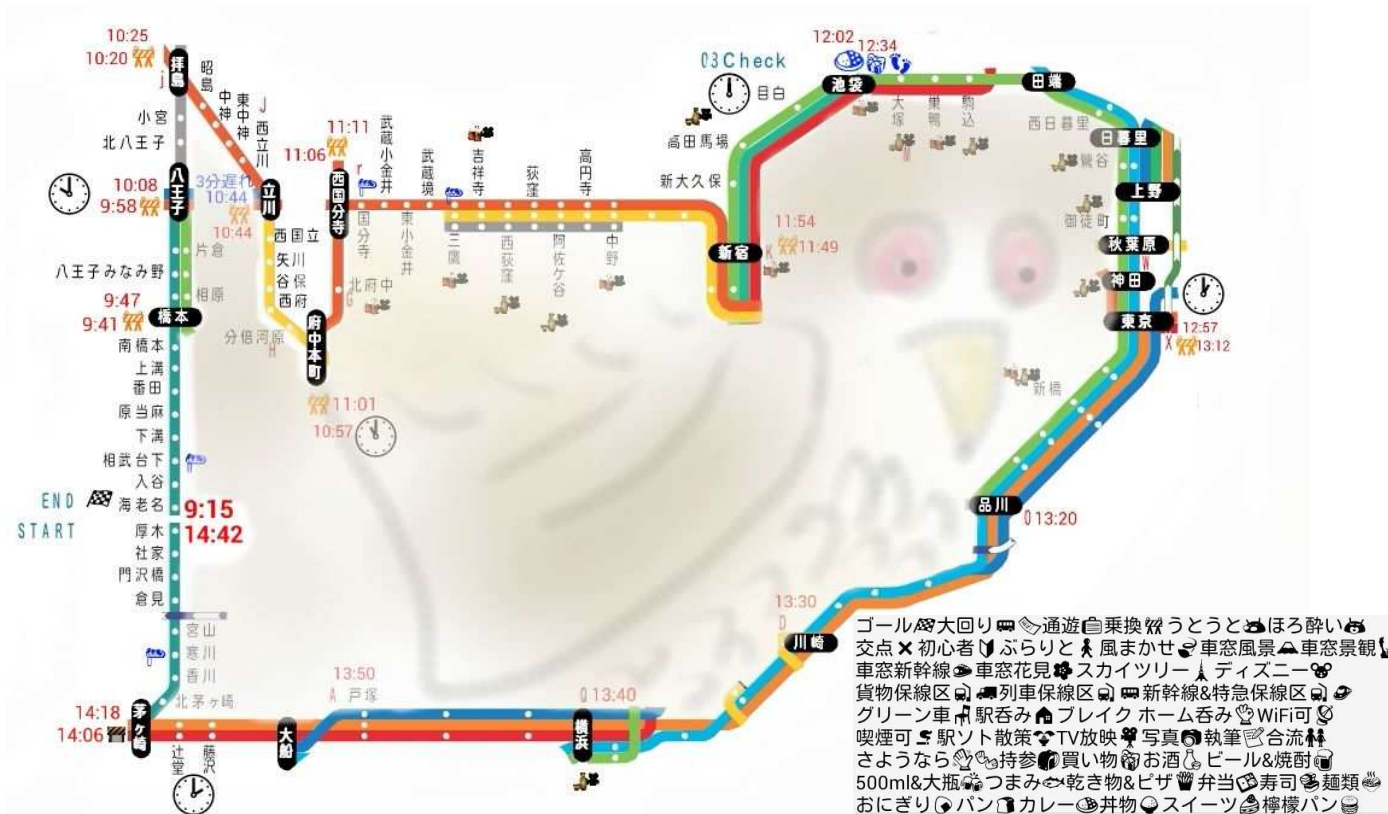 10:25
10:20
拝島
j
昭島
中神
東中神
J
西立川
小宮
北八王子
八王子
10:08
9:58
3分遅れ
10:44
10:44
立川
片倉
八王子みなみ野
相原
9:47
9:41
橋本
南橋本
上溝
番田
原当麻
下溝
相武台下
入谷
END
海老名
9:15
START
厚木
14:42
社家
門沢橋
倉見
宮山
寒川
香川
北茅ヶ崎
14:18
14:06
茅ヶ崎
辻堂
藤沢
大船
13:50
A 戸塚
Q 13:40
横浜
西国立
矢川
谷保
西府
分倍河原
H
府中本町
11:01
10:57
北府中
G
11:11
11:06
西国分寺
r
国分寺
武蔵小金井
東小金井
武蔵境
三鷹
吉祥寺
西荻窪
荻窪
阿佐ケ谷
高円寺
中野
新宿
11:54
K
11:49
新大久保
高田馬場
目白
03Check
12:02
12:34
池袋
大塚
N
巣鴨
駒込
田端
西日暮里
日暮里
鶯谷
上野
御徒町
秋葉原
W
神田
東京
12:57
X
13:12
新橋
品川
Q 13:20
13:30
D
川崎
ゴール 大回り 通遊 乗換 うとうと ほろ酔い
交点 初心者 ぶらりと 風まかせ 車窓風景 車窓景観
車窓新幹線 車窓花見 スカイツリー ディズニー
貨物保線区 列車保線区 新幹線&特急保線区
グリーン車 駅呑み ブレイク ホーム呑み WiFi可
喫煙可 駅ソト散策 TV放映 写真 執筆 合流
さようなら 持参 買い物 お酒 ビール&焼酎
500ml&大瓶 つまみ 乾き物&ピザ 弁当 寿司 麺類
おにぎり パン カレー 丼物 スイーツ 檸檬パン